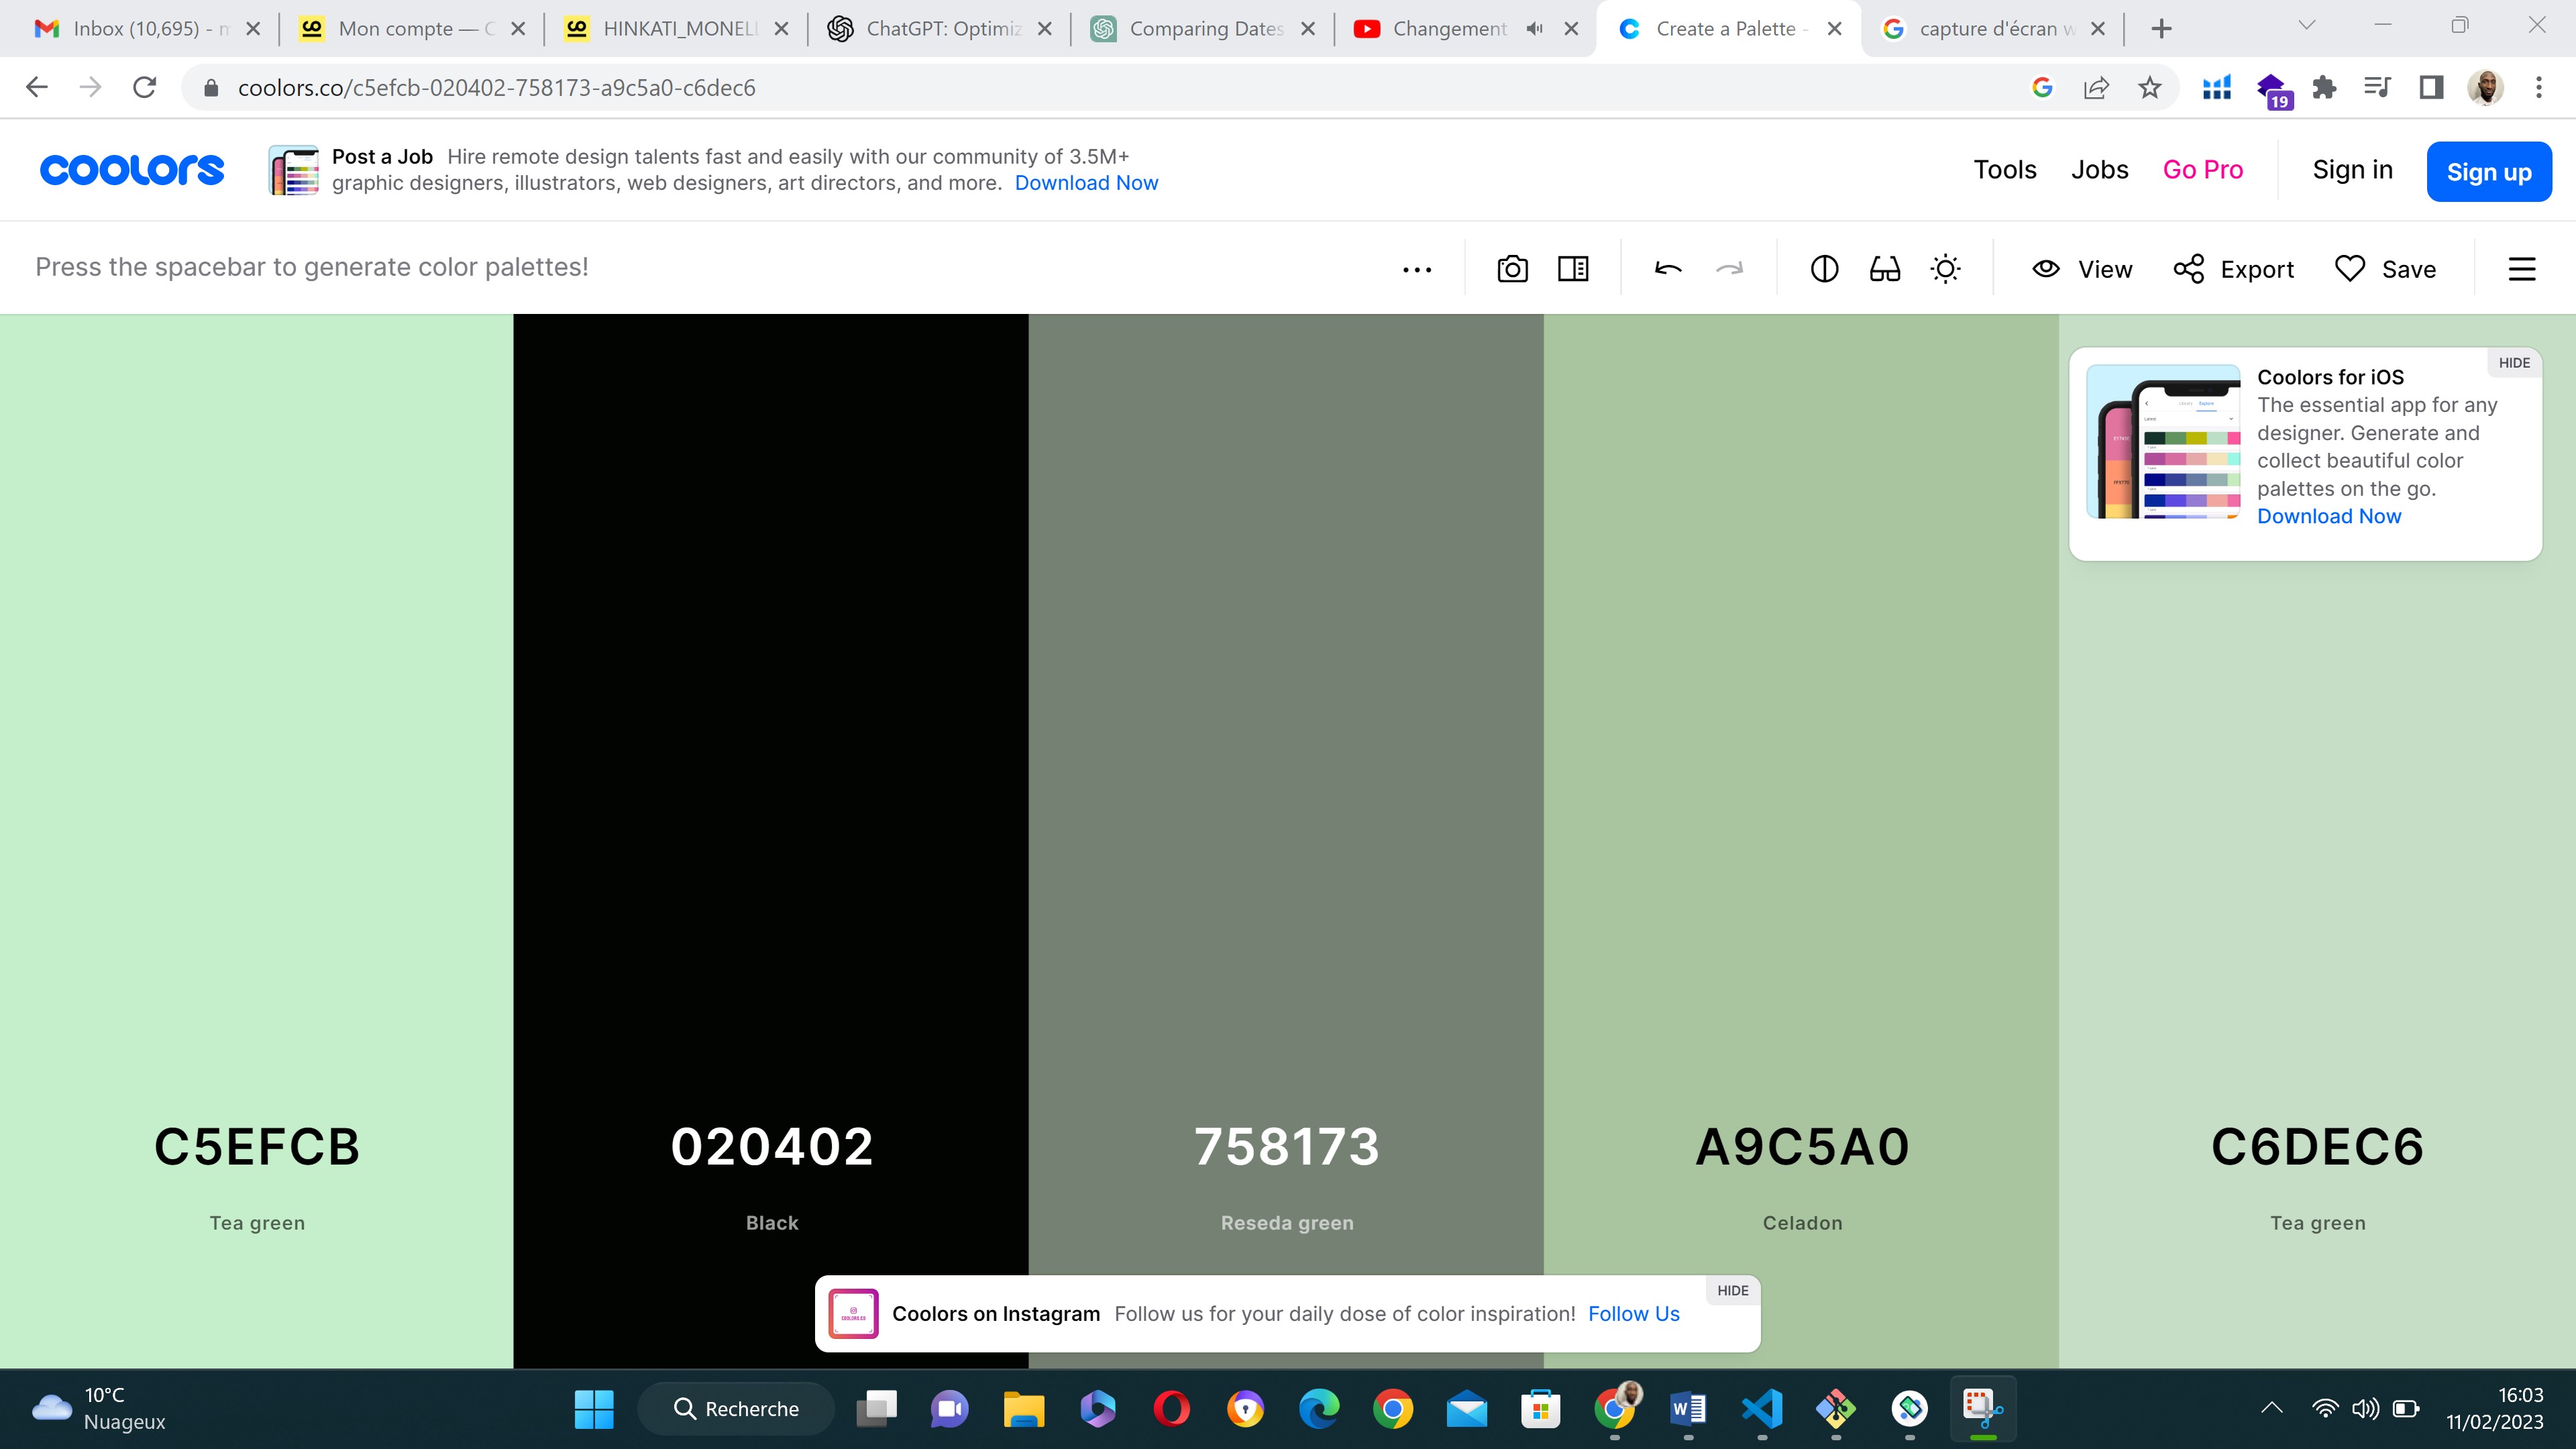 Inbox (10,695) - m
Mon compte — C
HINKATI_MONELL
ChatGPT: Optimiz
Comparing Dates
Changement
Create a Palette -
capture d'écran w
coolors.co/c5efcb-020402-758173-a9c5a0-c6dec6
19
coolors
Post a Job Hire remote design talents fast and easily with our community of 3.5M+
graphic designers, illustrators, web designers, art directors, and more. Download Now
Tools
Jobs
Go Pro
Sign in
Sign up
Press the spacebar to generate color palettes!
View
Export
Save
HIDE
Coolors for iOS
The essential app for any
designer. Generate and
collect beautiful color
palettes on the go.
Download Now
C5EFCB
020402
758173
A9C5A0
C6DEC6
Tea green
Black
Reseda green
Celadon
Tea green
HIDE
Coolors on Instagram Follow us for your daily dose of color inspiration! Follow Us
10°C
Nuageux
Recherche
16:03
11/02/2023